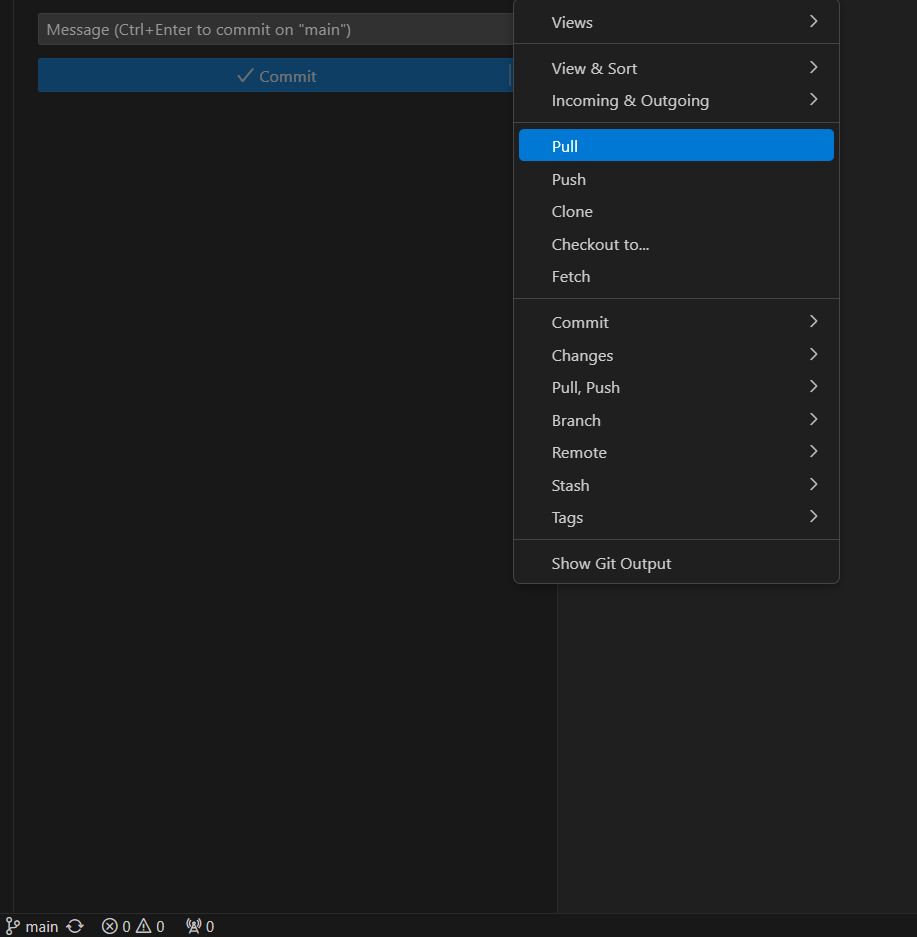 Message (Ctrl+Enter to commit on "main")
Commit
Views
View & Sort
Incoming & Outgoing
Pull
Push
Clone
Checkout to...
Fetch
Commit
Changes
Pull, Push
Branch
Remote
Stash
Tags
Show Git Output
main 0 0 0